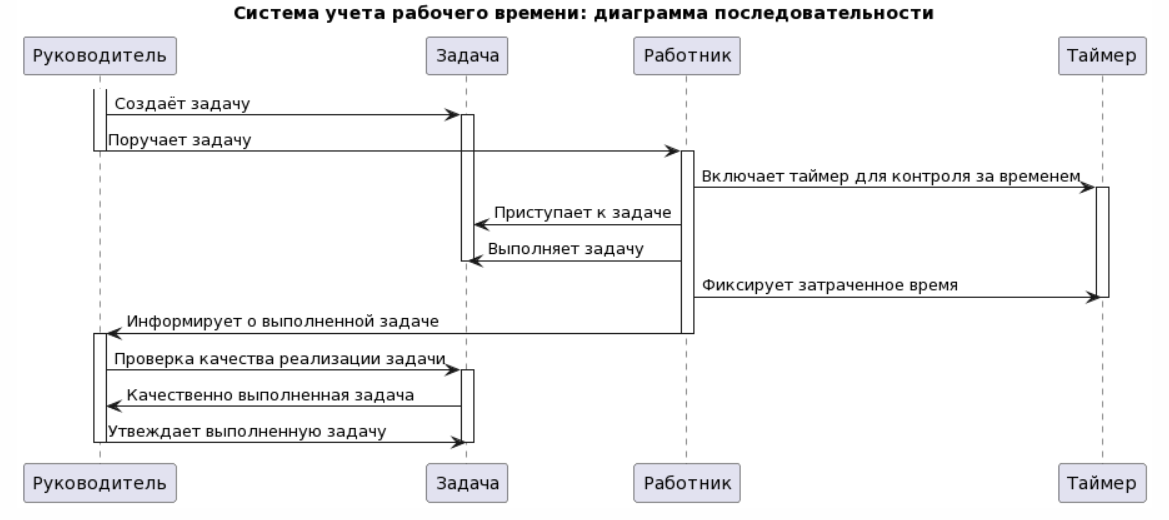 Система учета рабочего времени: диаграмма последовательности
Руководитель
Задача
Работник
Таймер
Создаёт задачу
Поручает задачу
Включает таймер для контроля за временем
Приступает к задаче
Выполняет задачу
Фиксирует затраченное время
Информирует о выполненной задаче
Проверка качества реализации задачи
Качественно выполненная задача
Утвеждает выполненную задачу
Руководитель
Задача
Работник
Таймер